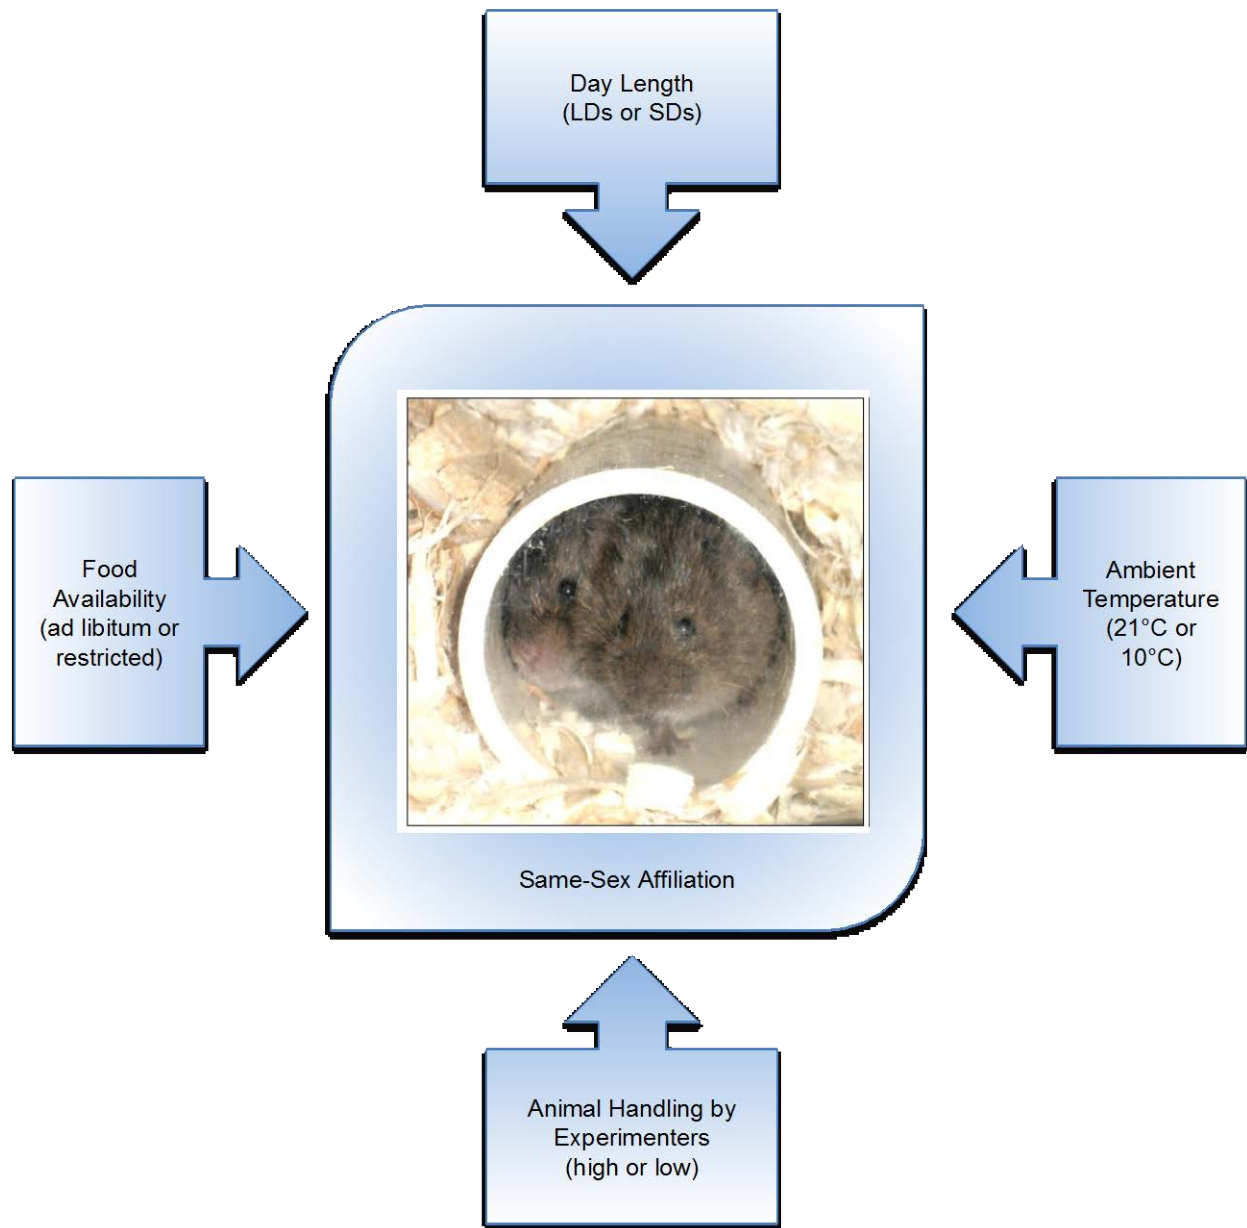 Day Length
(LDs or SDs)
Food
Availability
(ad libitum or
restricted)
Ambient
Temperature
(21°C or
10°C)
Same-Sex Affiliation
Animal Handling by
Experimenters
(high or low)